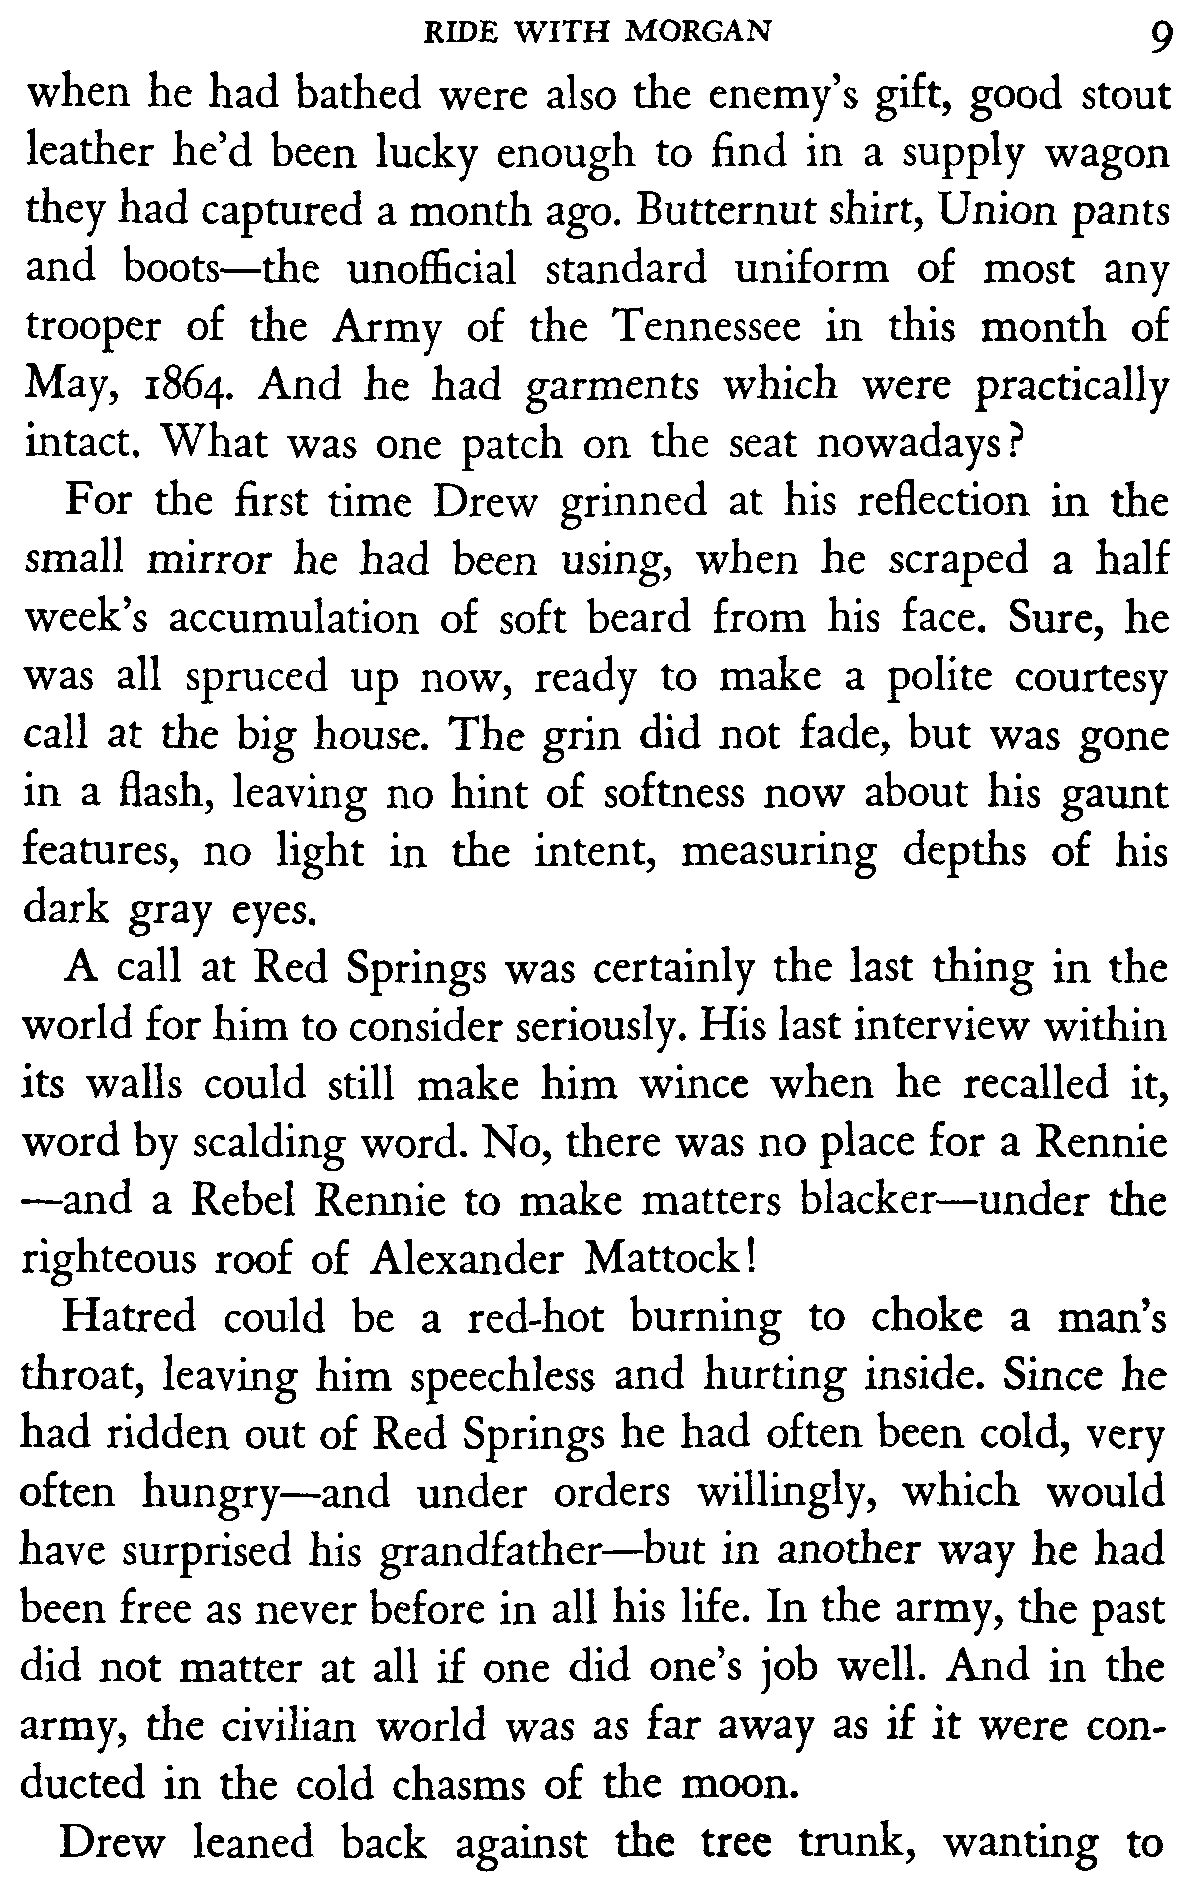 RIDE WITH MORGAN 9
when he had bathed were also the enemy's gift, good stout
leather he'd been lucky enough to find in a supply wagon
they had captured a month ago. Butternut shirt, Union pants
and boots—the unofficial standard uniform of most any
trooper of the Army of the Tennessee in this month of
May, 1864. And he had garments which were practically
intact. What was one patch on the seat nowadays?
For the first time Drew grinned at his reflection in the
small mirror he had been using, when he scraped a half
week's accumulation of soft beard from his face. Sure, he
was all spruced up now, ready to make a polite courtesy
call at the big house. The grin did not fade, but was gone
in a flash, leaving no hint of softness now about his gaunt
features, no light in the intent, measuring depths of his
dark gray eyes.
A call at Red Springs was certainly the last thing in the
world for him to consider seriously. His last interview within
its walls could still make him wince when he recalled it,
word by scalding word. No, there was no place for a Rennie
—and a Rebel Rennie to make matters blacker—under the
righteous roof of Alexander Mattock!
Hatred could be a red-hot burning to choke a man's
throat, leaving him speechless and hurting inside. Since he
had ridden out of Red Springs he had often been cold, very
often hungry—and under orders willingly, which would
have surprised his grandfather—but in another way he had
been free as never before in all his life. In the army, the past
did not matter at all if one did one's job well. And in the
army, the civilian world was as far away as if it were con-
ducted in the cold chasms of the moon.
Drew leaned back against the tree trunk, wanting to